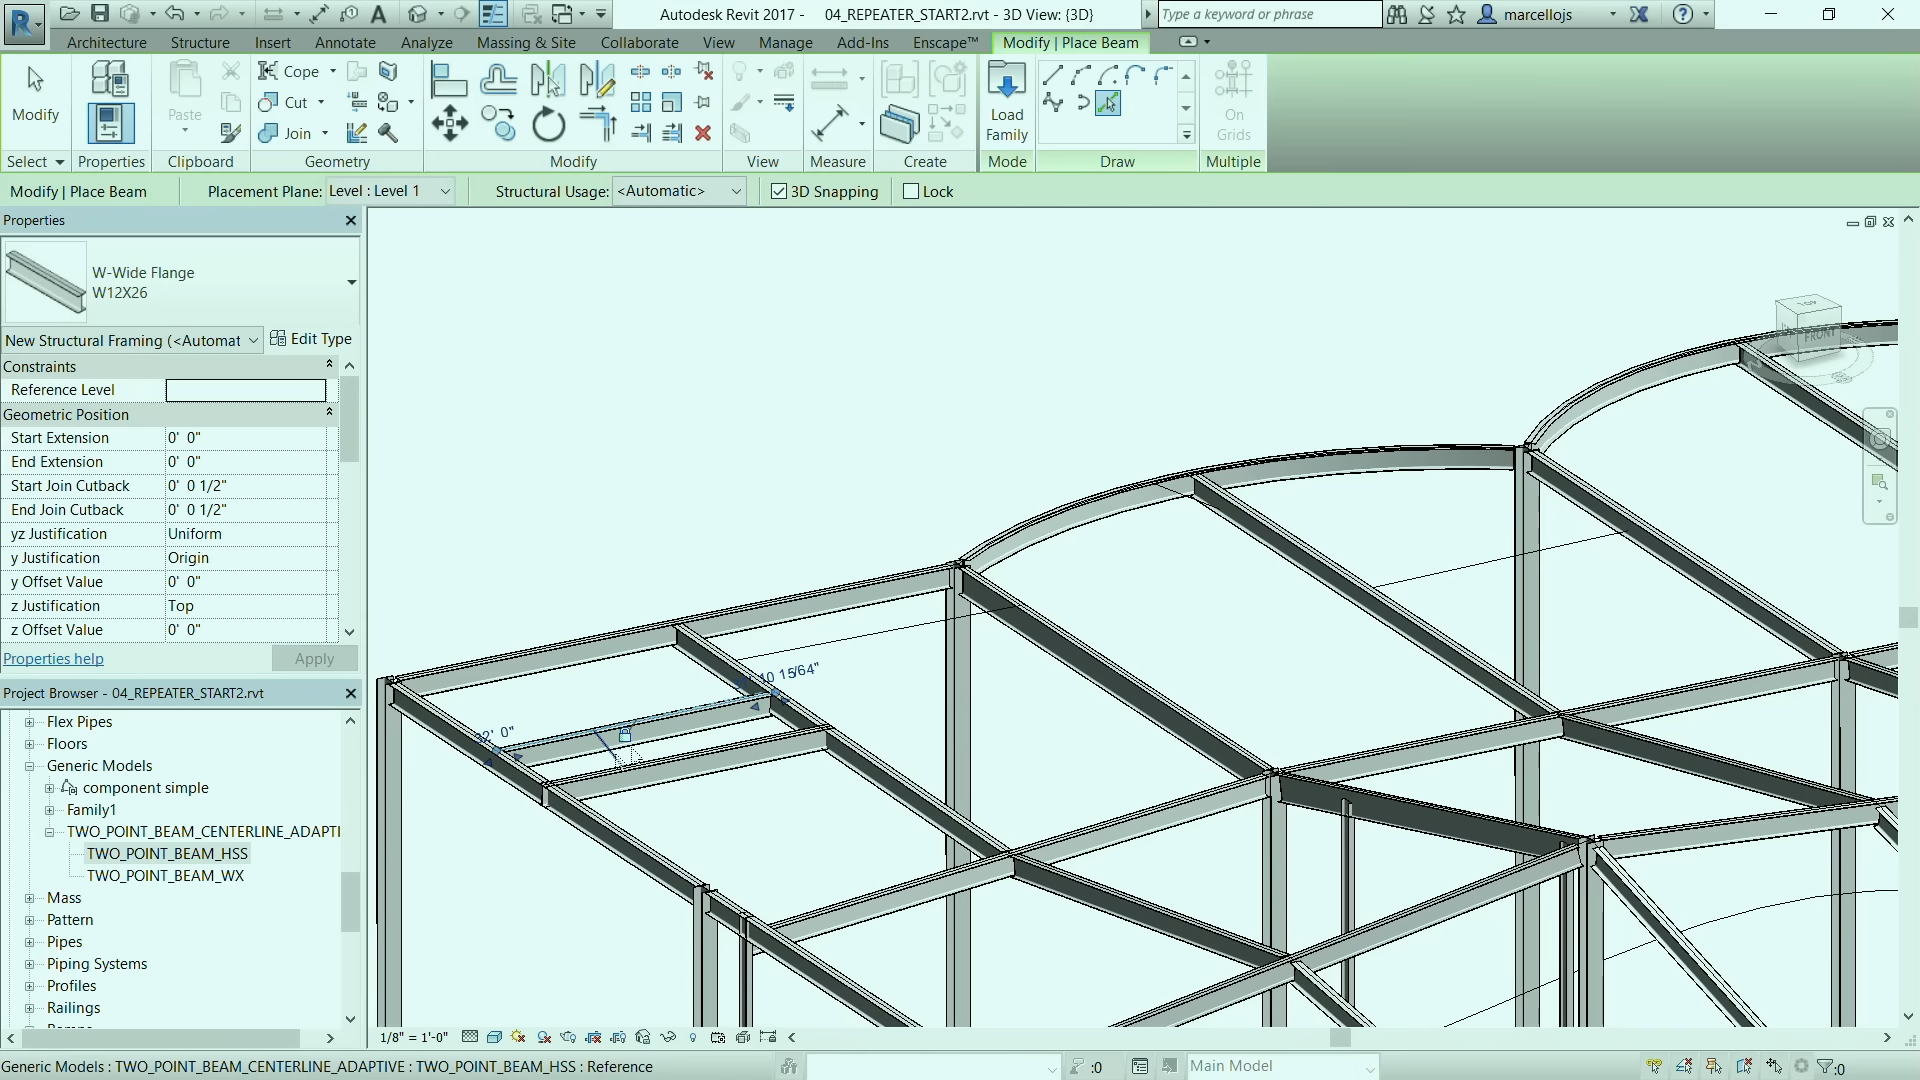 Autodesk Revit 2017 - 04_REPEATER_START2.rvt - 3D View: {3D}
Type a keyword or phrase
marcellojs
Architecture Structure Insert Annotate Analyze Massing & Site Collaborate View Manage Add-Ins Enscape™ Modify | Place Beam
Modify
Paste
Cope
Cut
Join
Load
Family
On
Grids
Select Properties Clipboard Geometry Modify View Measure Create Mode Draw Multiple
Modify | Place Beam Placement Plane: Level : Level 1 Structural Usage: <Automatic> 3D Snapping Lock
Properties
W-Wide Flange
W12X26
New Structural Framing (<Automat Edit Type
Constraints
Reference Level
Geometric Position
Start Extension 0' 0"
End Extension 0' 0"
Start Join Cutback 0' 0 1/2"
End Join Cutback 0' 0 1/2"
yz Justification Uniform
y Justification Origin
y Offset Value 0' 0"
z Justification Top
z Offset Value 0' 0"
Properties help Apply
Project Browser - 04_REPEATER_START2.rvt
Flex Pipes
Floors
Generic Models
component simple
Family1
TWO_POINT_BEAM_CENTERLINE_ADAPTI
TWO_POINT_BEAM_HSS
TWO_POINT_BEAM_WX
Mass
Pattern
Pipes
Piping Systems
Profiles
Railings
TOP
FRONT
10 15/64"
32' 0"
1/8" = 1'-0"
Generic Models : TWO_POINT_BEAM_CENTERLINE_ADAPTIVE : TWO_POINT_BEAM_HSS : Reference
:0
Main Model
:0